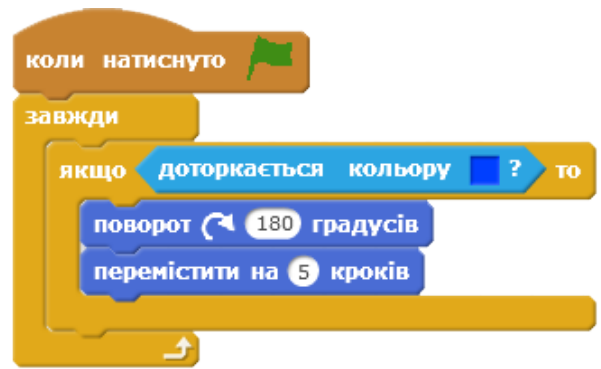 коли натиснуто
завжди
якщо доторкається кольору ? то
поворот 180 градусів
перемістити на 5 кроків